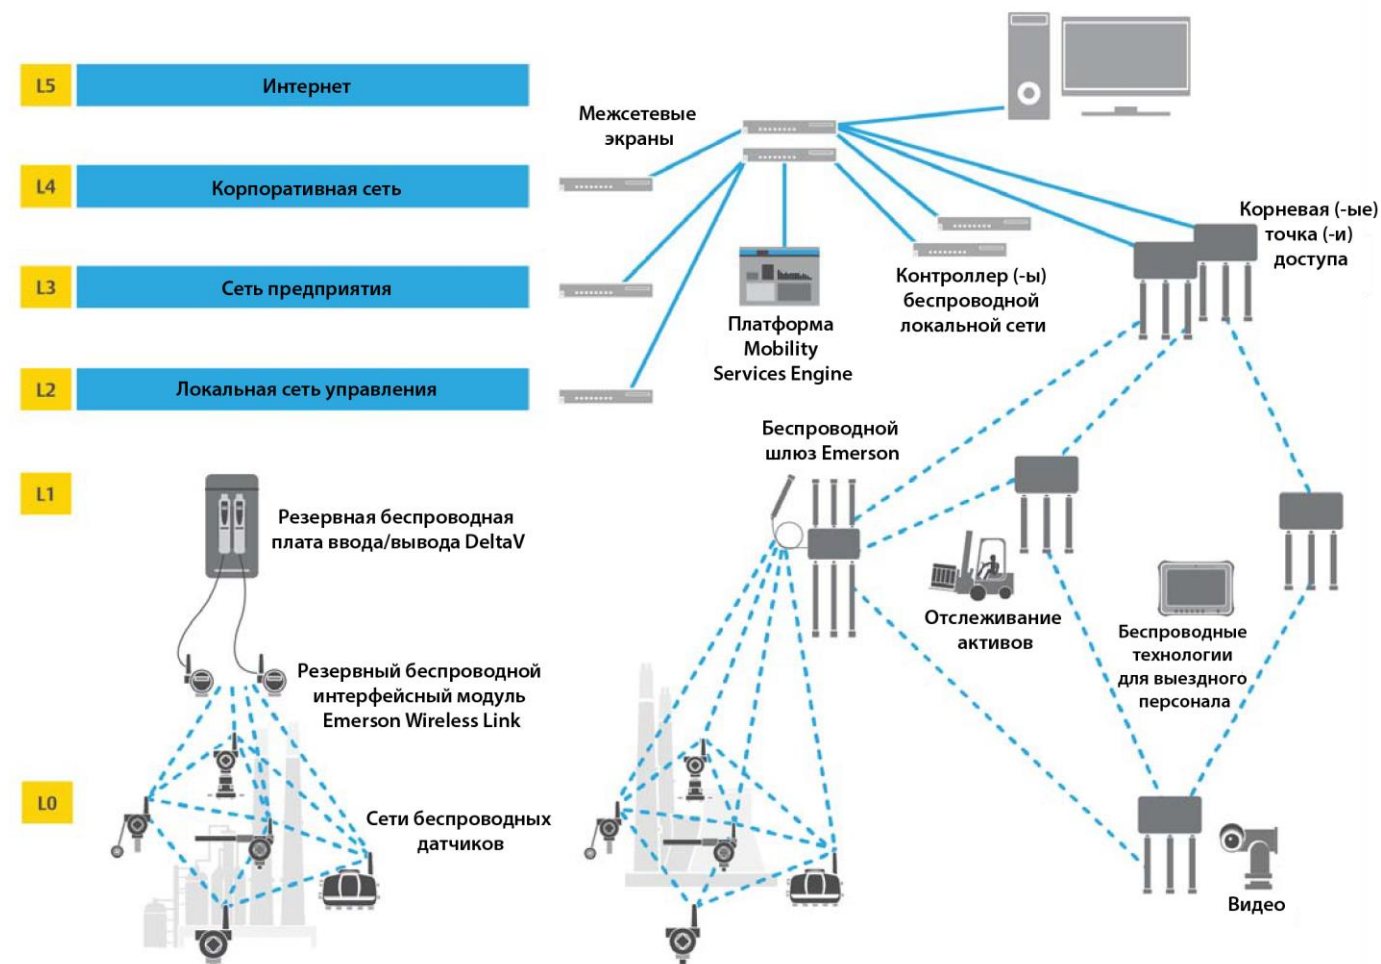 L5
Интернет
Межсетевые
экраны
L4
Корпоративная сеть
Корневая (-ые)
точка (-и)
доступа
L3
Сеть предприятия
Контроллер (-ы)
беспроводной
локальной сети
Платформа
Mobility
Services Engine
L2
Локальная сеть управления
Беспроводной
шлюз Emerson
L1
Резервная беспроводная
плата ввода/вывода DeltaV
Отслеживание
активов
Беспроводные
технологии
для выездного
персонала
Резервный беспроводной
интерфейсный модуль
Emerson Wireless Link
L0
Сети беспроводных
датчиков
Видео